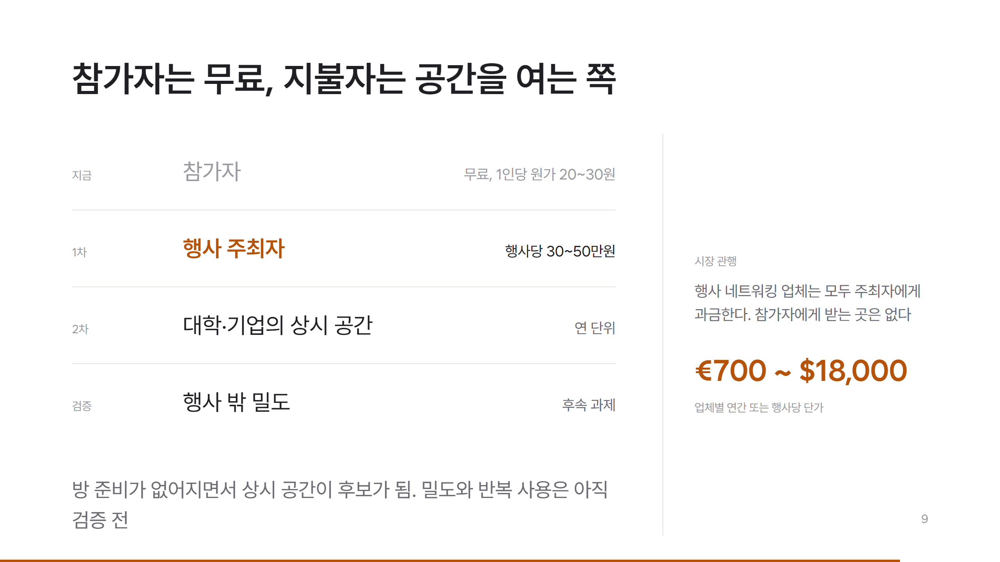 참가자는 무료, 지불자는 공간을 여는 쪽
지금 참가자 무료, 1인당 원가 20~30원
1차 행사 주최자 행사당 30~50만원
2차 대학·기업의 상시 공간 연 단위
검증 행사 밖 밀도 후속 과제
방 준비가 없어지면서 상시 공간이 후보가 됨. 밀도와 반복 사용은 아직
검증 전
시장 관행
행사 네트워킹 업체는 모두 주최자에게
과금한다. 참가자에게 받는 곳은 없다
€700 ~ $18,000
업체별 연간 또는 행사당 단가
9